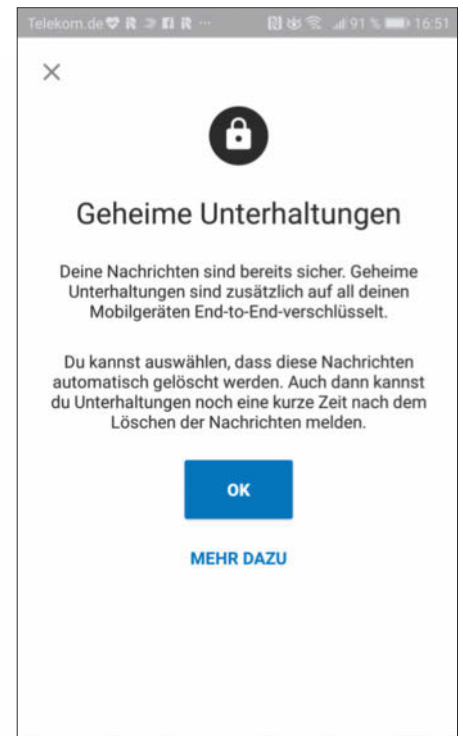 Telekom.de R R ... 91 % 16:51
Geheime Unterhaltungen
Deine Nachrichten sind bereits sicher. Geheime
Unterhaltungen sind zusätzlich auf all deinen
Mobilgeräten End-to-End-verschlüsselt.
Du kannst auswählen, dass diese Nachrichten
automatisch gelöscht werden. Auch dann kannst
du Unterhaltungen noch eine kurze Zeit nach dem
Löschen der Nachrichten melden.
OK
MEHR DAZU